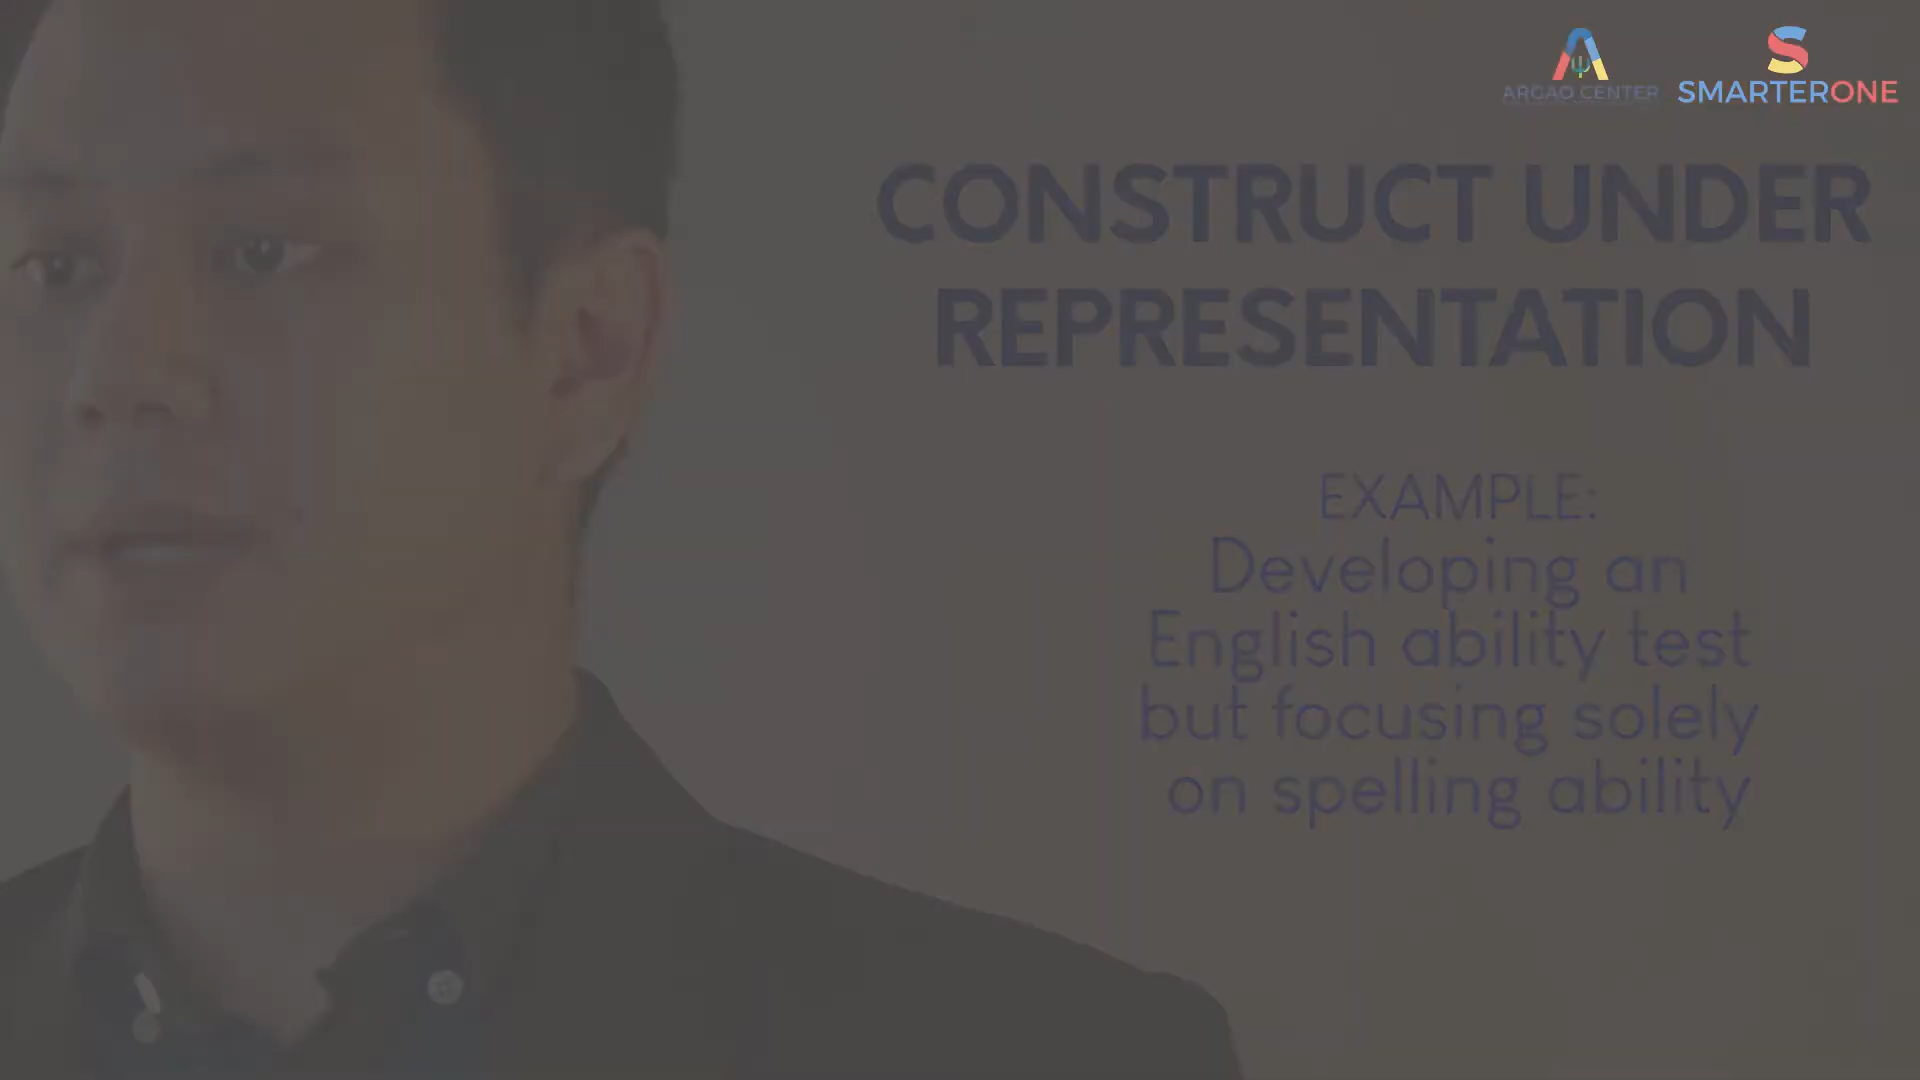 ARGAO CENTER
SMARTERONE
CONSTRUCT UNDER
REPRESENTATION
EXAMPLE:
Developing an
English ability test
but focusing solely
on spelling ability